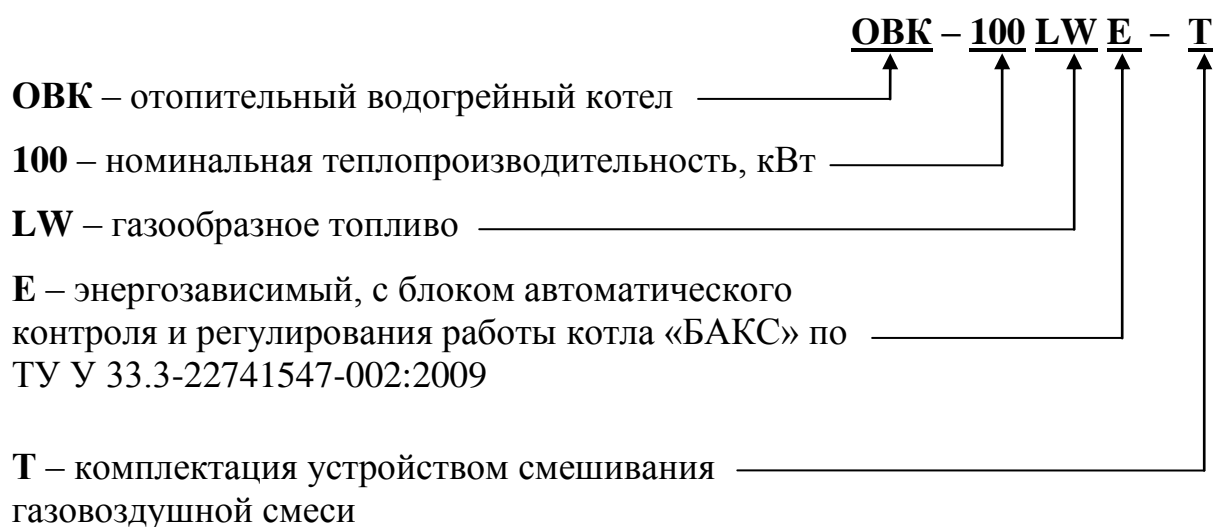 ОВК – 100 LW Е – Т
ОВК – отопительный водогрейный котел
100 – номинальная теплопроизводительность, кВт
LW – газообразное топливо
Е – энергозависимый, с блоком автоматического
контроля и регулирования работы котла «БАКС» по
ТУ У 33.3-22741547-002:2009
Т – комплектация устройством смешивания
газовоздушной смеси